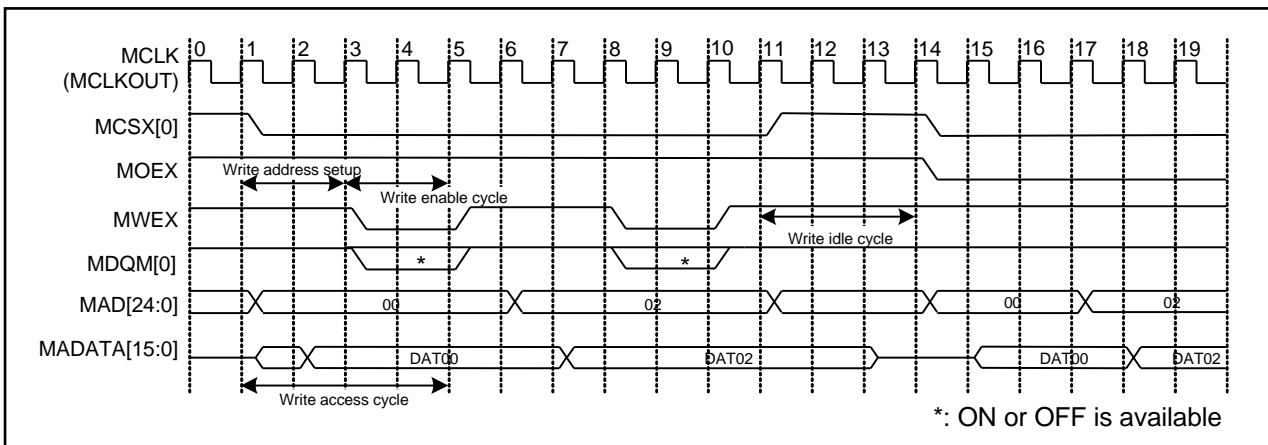 MCLK 0 1 2 3 4 5 6 7 8 9 10 11 12 13 14 15 16 17 18 19
(MCLKOUT)
MCSX[0]
MOEX
Write address setup
Write enable cycle
MWEX
Write idle cycle
MDQM[0] * *
MAD[24:0] 00 02 00 02
MADATA[15:0] DAT00 DAT02 DAT00 DAT02
Write access cycle
*: ON or OFF is available